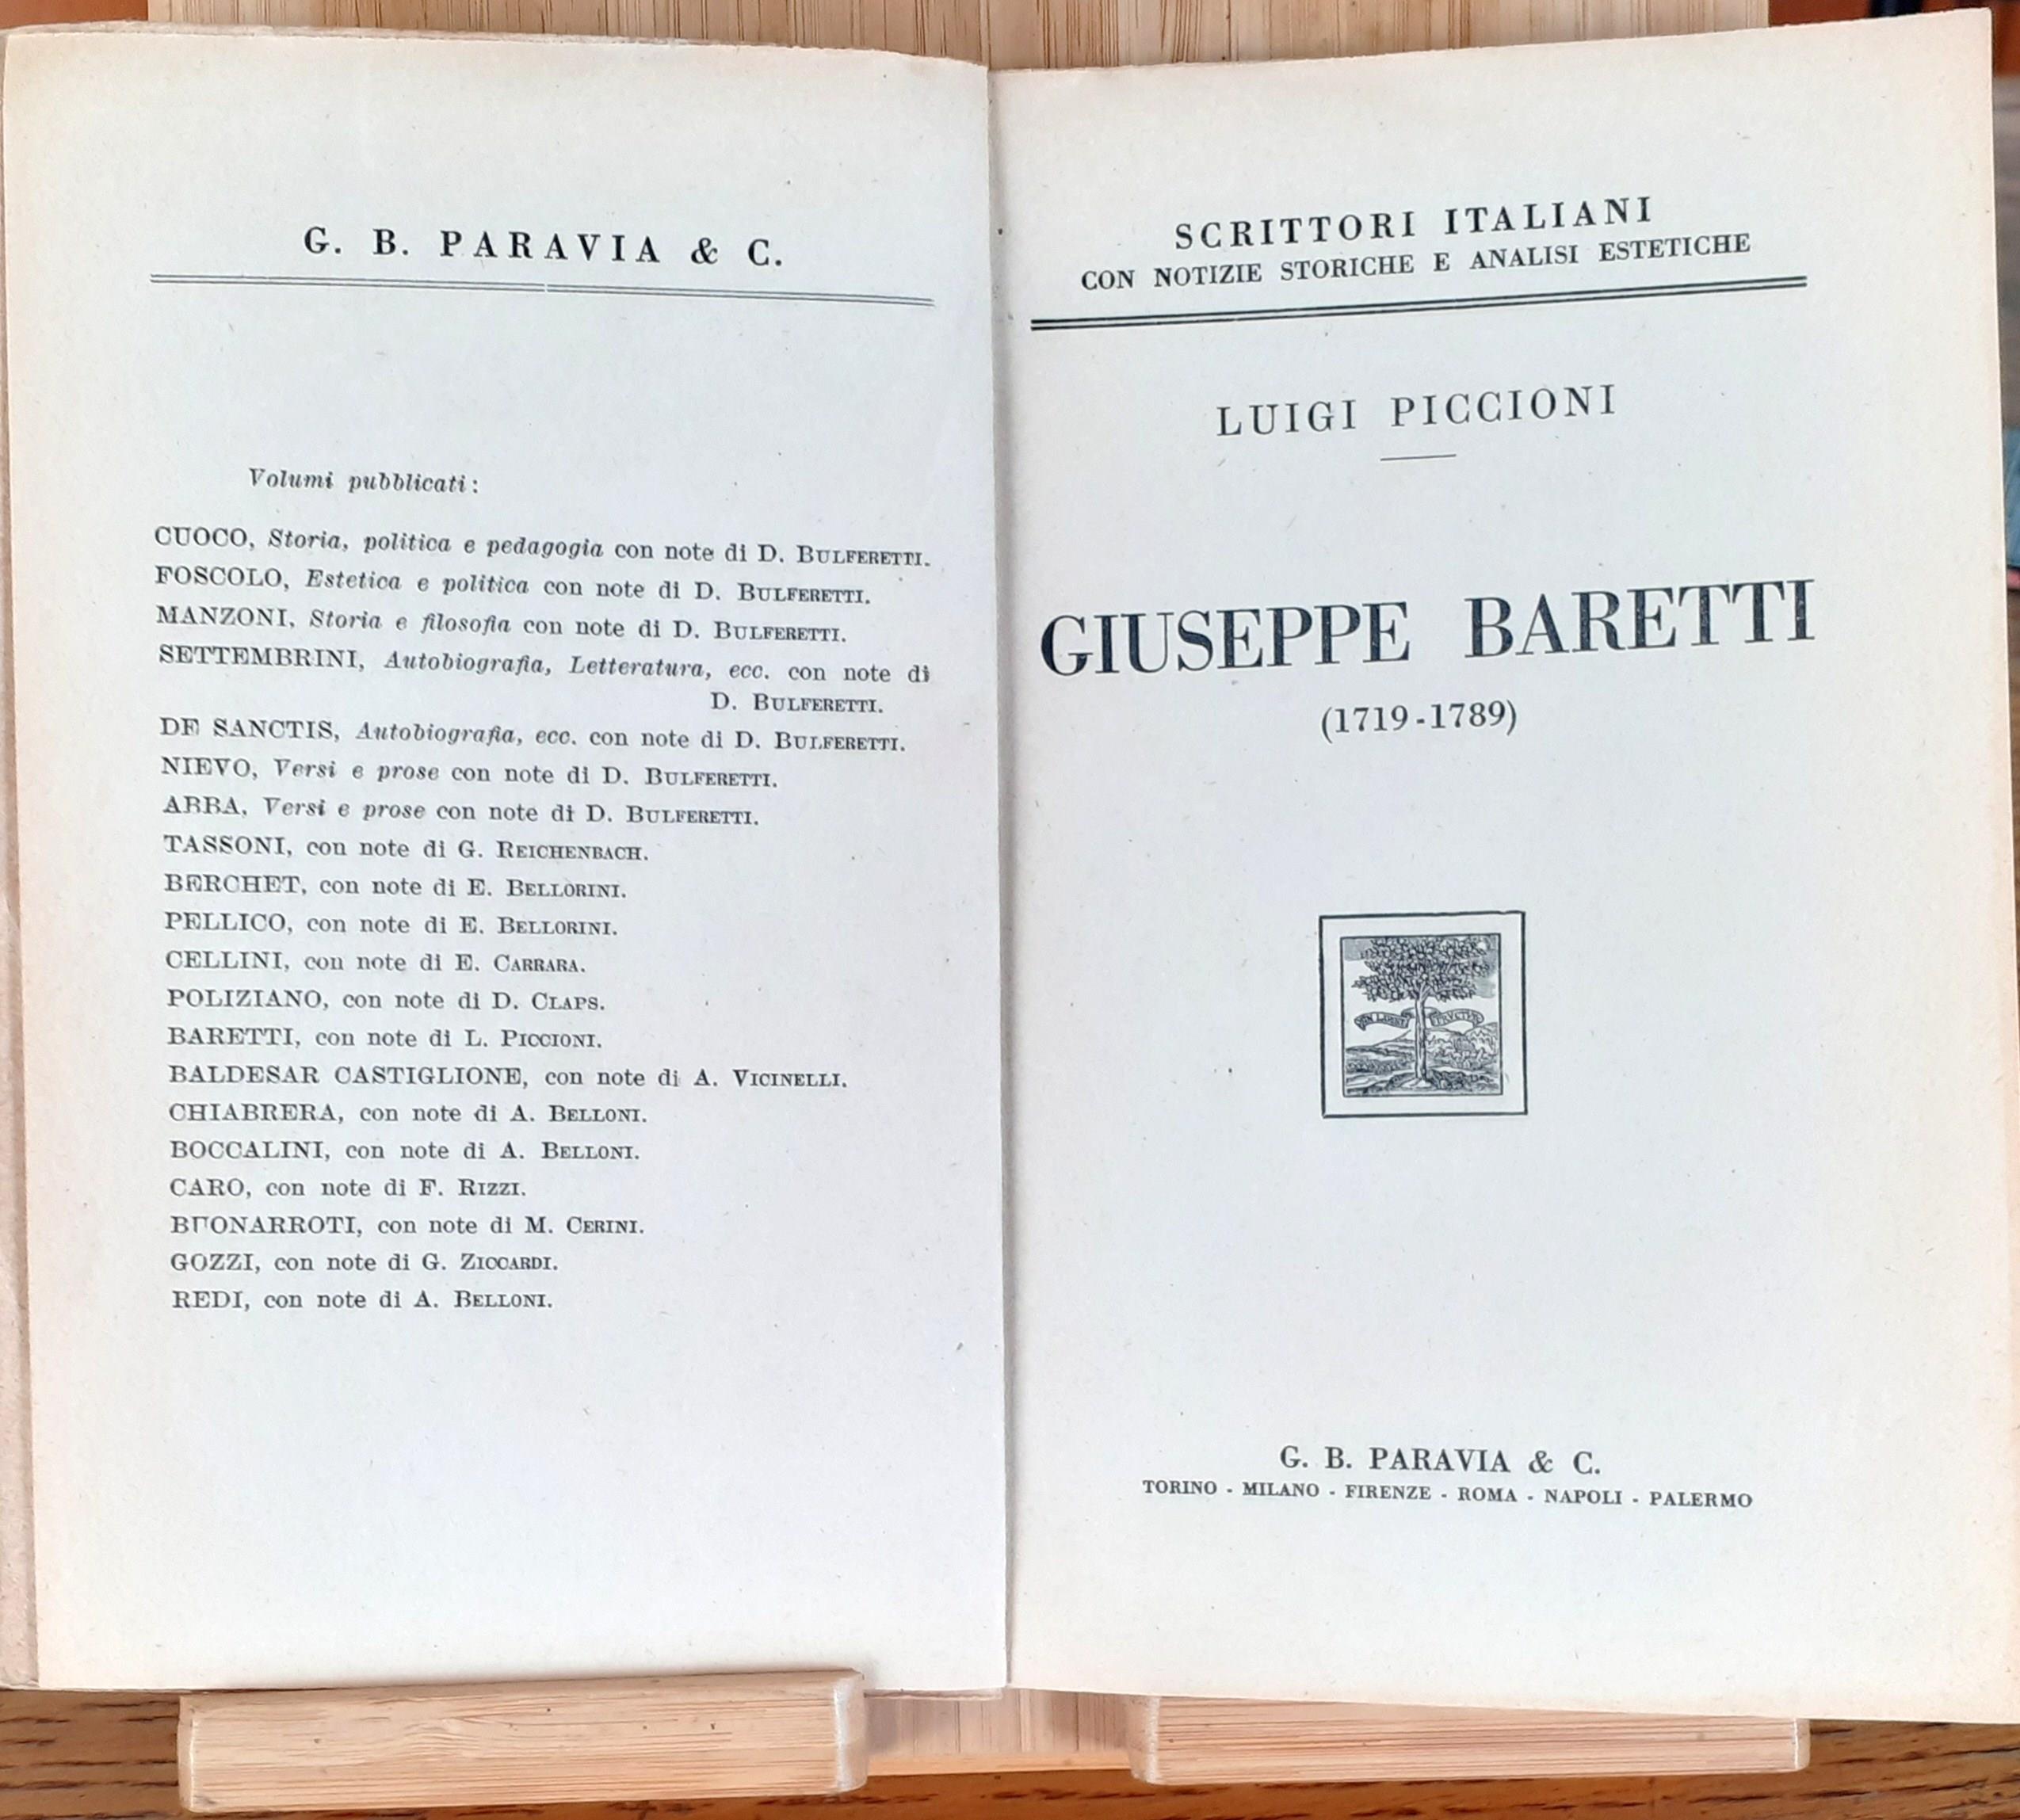 G. B. PARAVIA & C.
Volumi pubblicati:
CUOCO, Storia, politica e pedagogia con note di D. BULFERETTI.
FOSCOLO, Estetica e politica con note di D. BULFERETTI.
MANZONI, Storia e filosofia con note di D. BULFERETTI.
SETTEMBRINI, Autobiografia, Letteratura, ecc. con note di
D. BULFERETTI.
DE SANCTIS, Autobiografia, ecc. con note di D. BULFERETTI.
NIEVO, Versi e prose con note di D. BULFERETTI.
ABBA, Versi e prose con note di D. BULFERETTI.
TASSONI, con note di G. REICHENBACH.
BERCHET, con note di E. BELLORINI.
PELLICO, con note di E. BELLORINI.
CELLINI, con note di E. CARRARA.
POLIZIANO, con note di D. CLAPS.
BARETTI, con note di L. PICCIONI.
BALDESAR CASTIGLIONE, con note di A. VICINELLI.
CHIABRERA, con note di A. BELLONI.
BOCCALINI, con note di A. BELLONI.
CARO, con note di F. RIZZI.
BUONARROTI, con note di M. CERINI.
GOZZI, con note di G. ZICCARDI.
REDI, con note di A. BELLONI.
SCRITTORI ITALIANI
CON NOTIZIE STORICHE E ANALISI ESTETICHE
LUIGI PICCIONI
GIUSEPPE BARETTI
(1719-1789)
G. B. PARAVIA & C.
TORINO - MILANO - FIRENZE - ROMA - NAPOLI - PALERMO